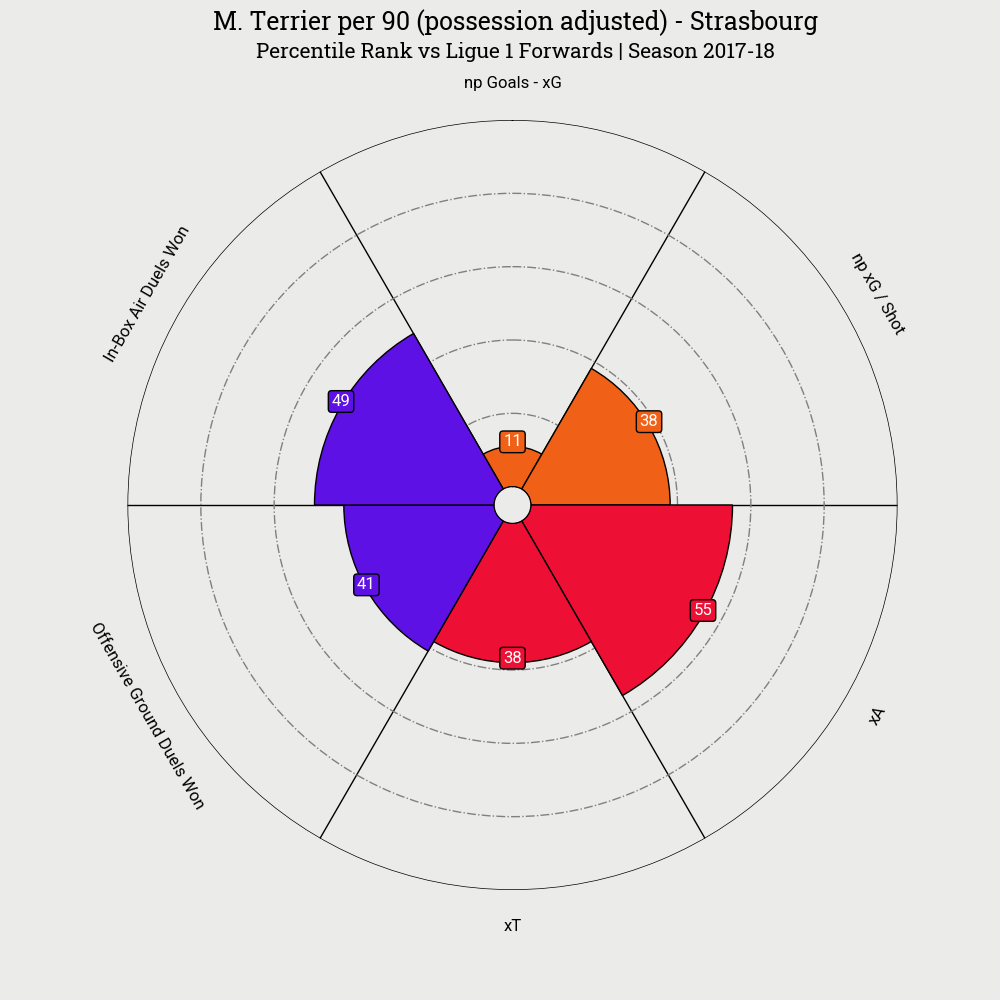 M. Terrier per 90 (possession adjusted) - Strasbourg
Percentile Rank vs Ligue 1 Forwards | Season 2017-18
np Goals - xG
In-Box Air Duels Won
np xG / Shot
49
11
38
41
38
55
Offensive Ground Duels Won
xA
xT